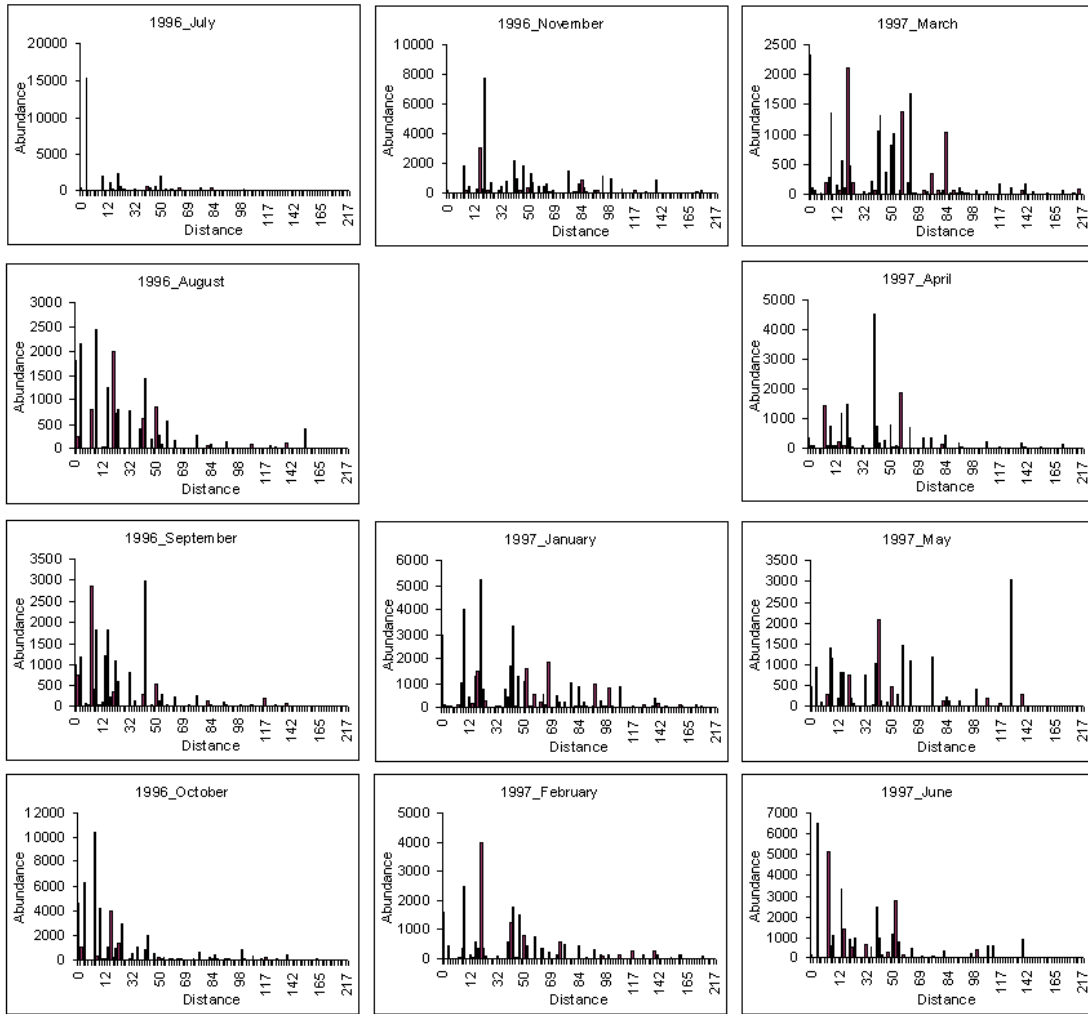 1996_July
20000
15000
10000
5000
0
Abundance
0 12 32 50 69 84 98 117 142 165 217
Distance
1996_November
10000
8000
6000
4000
2000
0
Abundance
0 12 32 50 69 84 98 117 142 165 217
Distance
1997_March
2500
2000
1500
1000
500
0
Abundance
0 12 32 50 69 84 98 117 142 165 217
Distance
1996_August
3000
2500
2000
1500
1000
500
0
Abundance
0 12 32 50 69 84 98 117 142 165 217
Distance
1997_April
5000
4000
3000
2000
1000
0
Abundance
0 12 32 50 69 84 98 117 142 165 217
Distance
1996_September
3500
3000
2500
2000
1500
1000
500
0
Abundance
0 12 32 50 69 84 98 117 142 165 217
Distance
1997_January
6000
5000
4000
3000
2000
1000
0
Abundance
0 12 32 50 69 84 98 117 142 165 217
Distance
1997_May
3500
3000
2500
2000
1500
1000
500
0
Abundance
0 12 32 50 69 84 98 117 142 165 217
Distance
1996_October
12000
10000
8000
6000
4000
2000
0
Abundance
0 12 32 50 69 84 98 117 142 165 217
Distance
1997_February
5000
4000
3000
2000
1000
0
Abundance
0 12 32 50 69 84 98 117 142 165 217
Distance
1997_June
7000
6000
5000
4000
3000
2000
1000
0
Abundance
0 12 32 50 69 84 98 117 142 165 217
Distance